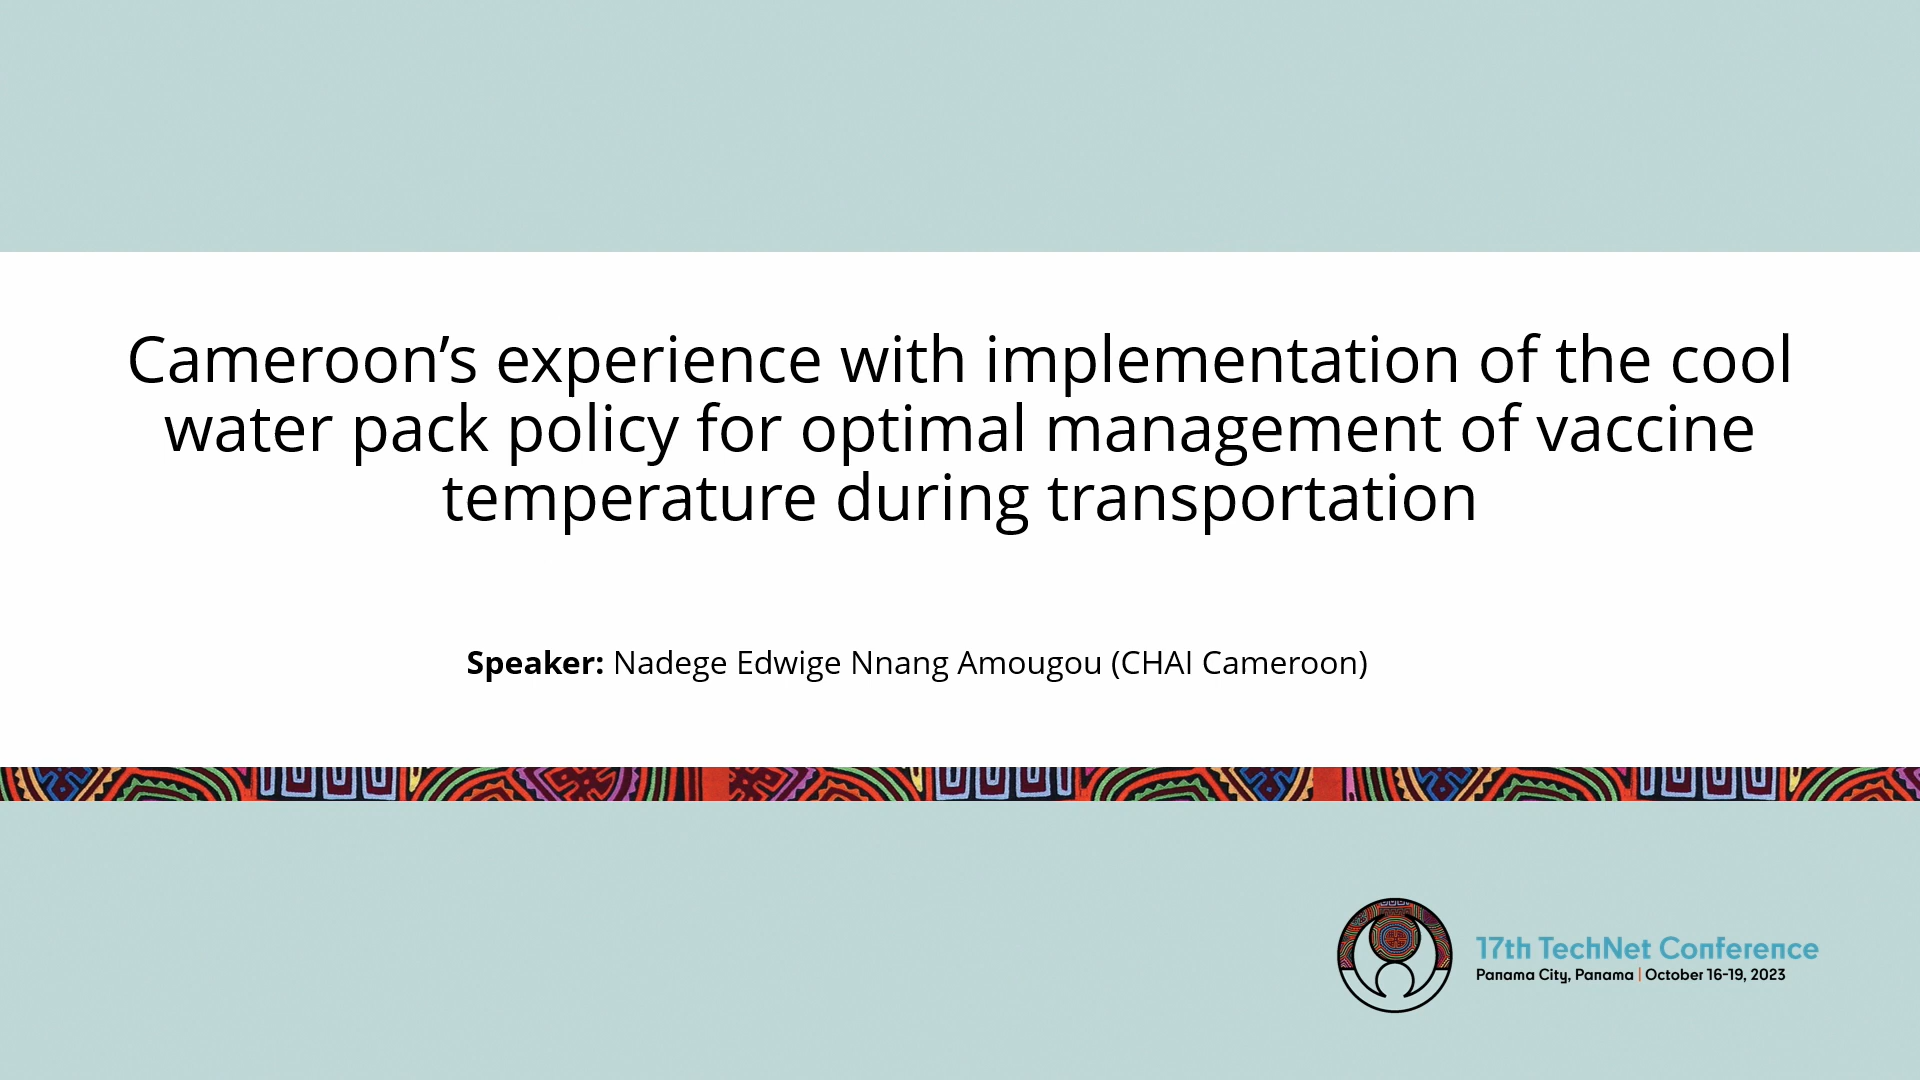 Cameroon’s experience with implementation of the cool
water pack policy for optimal management of vaccine
temperature during transportation
Speaker: Nadege Edwige Nnang Amougou (CHAI Cameroon)
17th TechNet Conference
Panama City, Panama | October 16-19, 2023